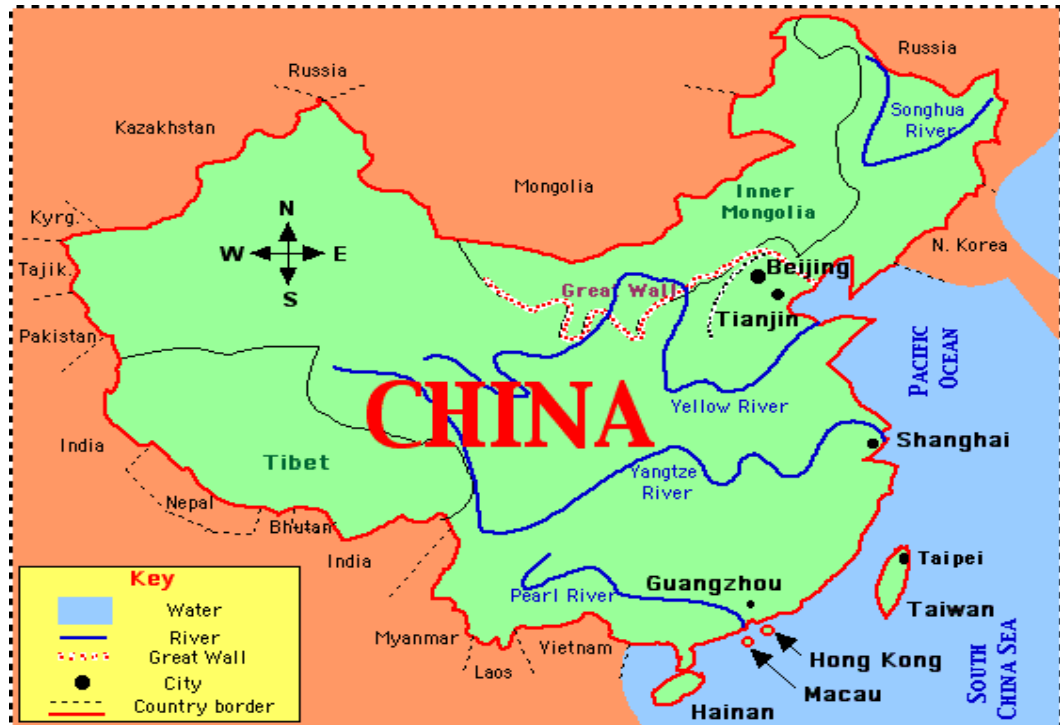 Russia
Russia
Kazakhstan
Songhua
River
Mongolia
Inner
Mongolia
Kyrg.
N
W E
S
N. Korea
Tajik.
Beijing
Great Wall
Tianjin
Pakistan
PACIFIC
OCEAN
CHINA
Yellow River
India
Shanghai
Tibet
Yangtze
River
Nepal
Bhutan
India
Taipei
Key
Guangzhou
Pearl River
Water
Taiwan
River
Myanmar
Vietnam
Great Wall
Hong Kong
Laos
City
Macau
SOUTH
CHINA SEA
Country border
Hainan